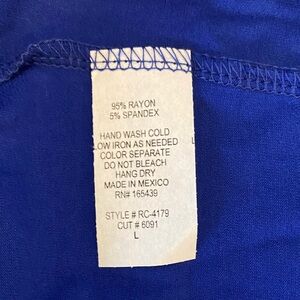 95% RAYON
5% SPANDEX
HAND WASH COLD
LOW IRON AS NEEDED
COLOR SEPARATE L
DO NOT BLEACH
HANG DRY
MADE IN MEXICO
RN# 165439
STYLE # RC-4179
CUT # 6091
L